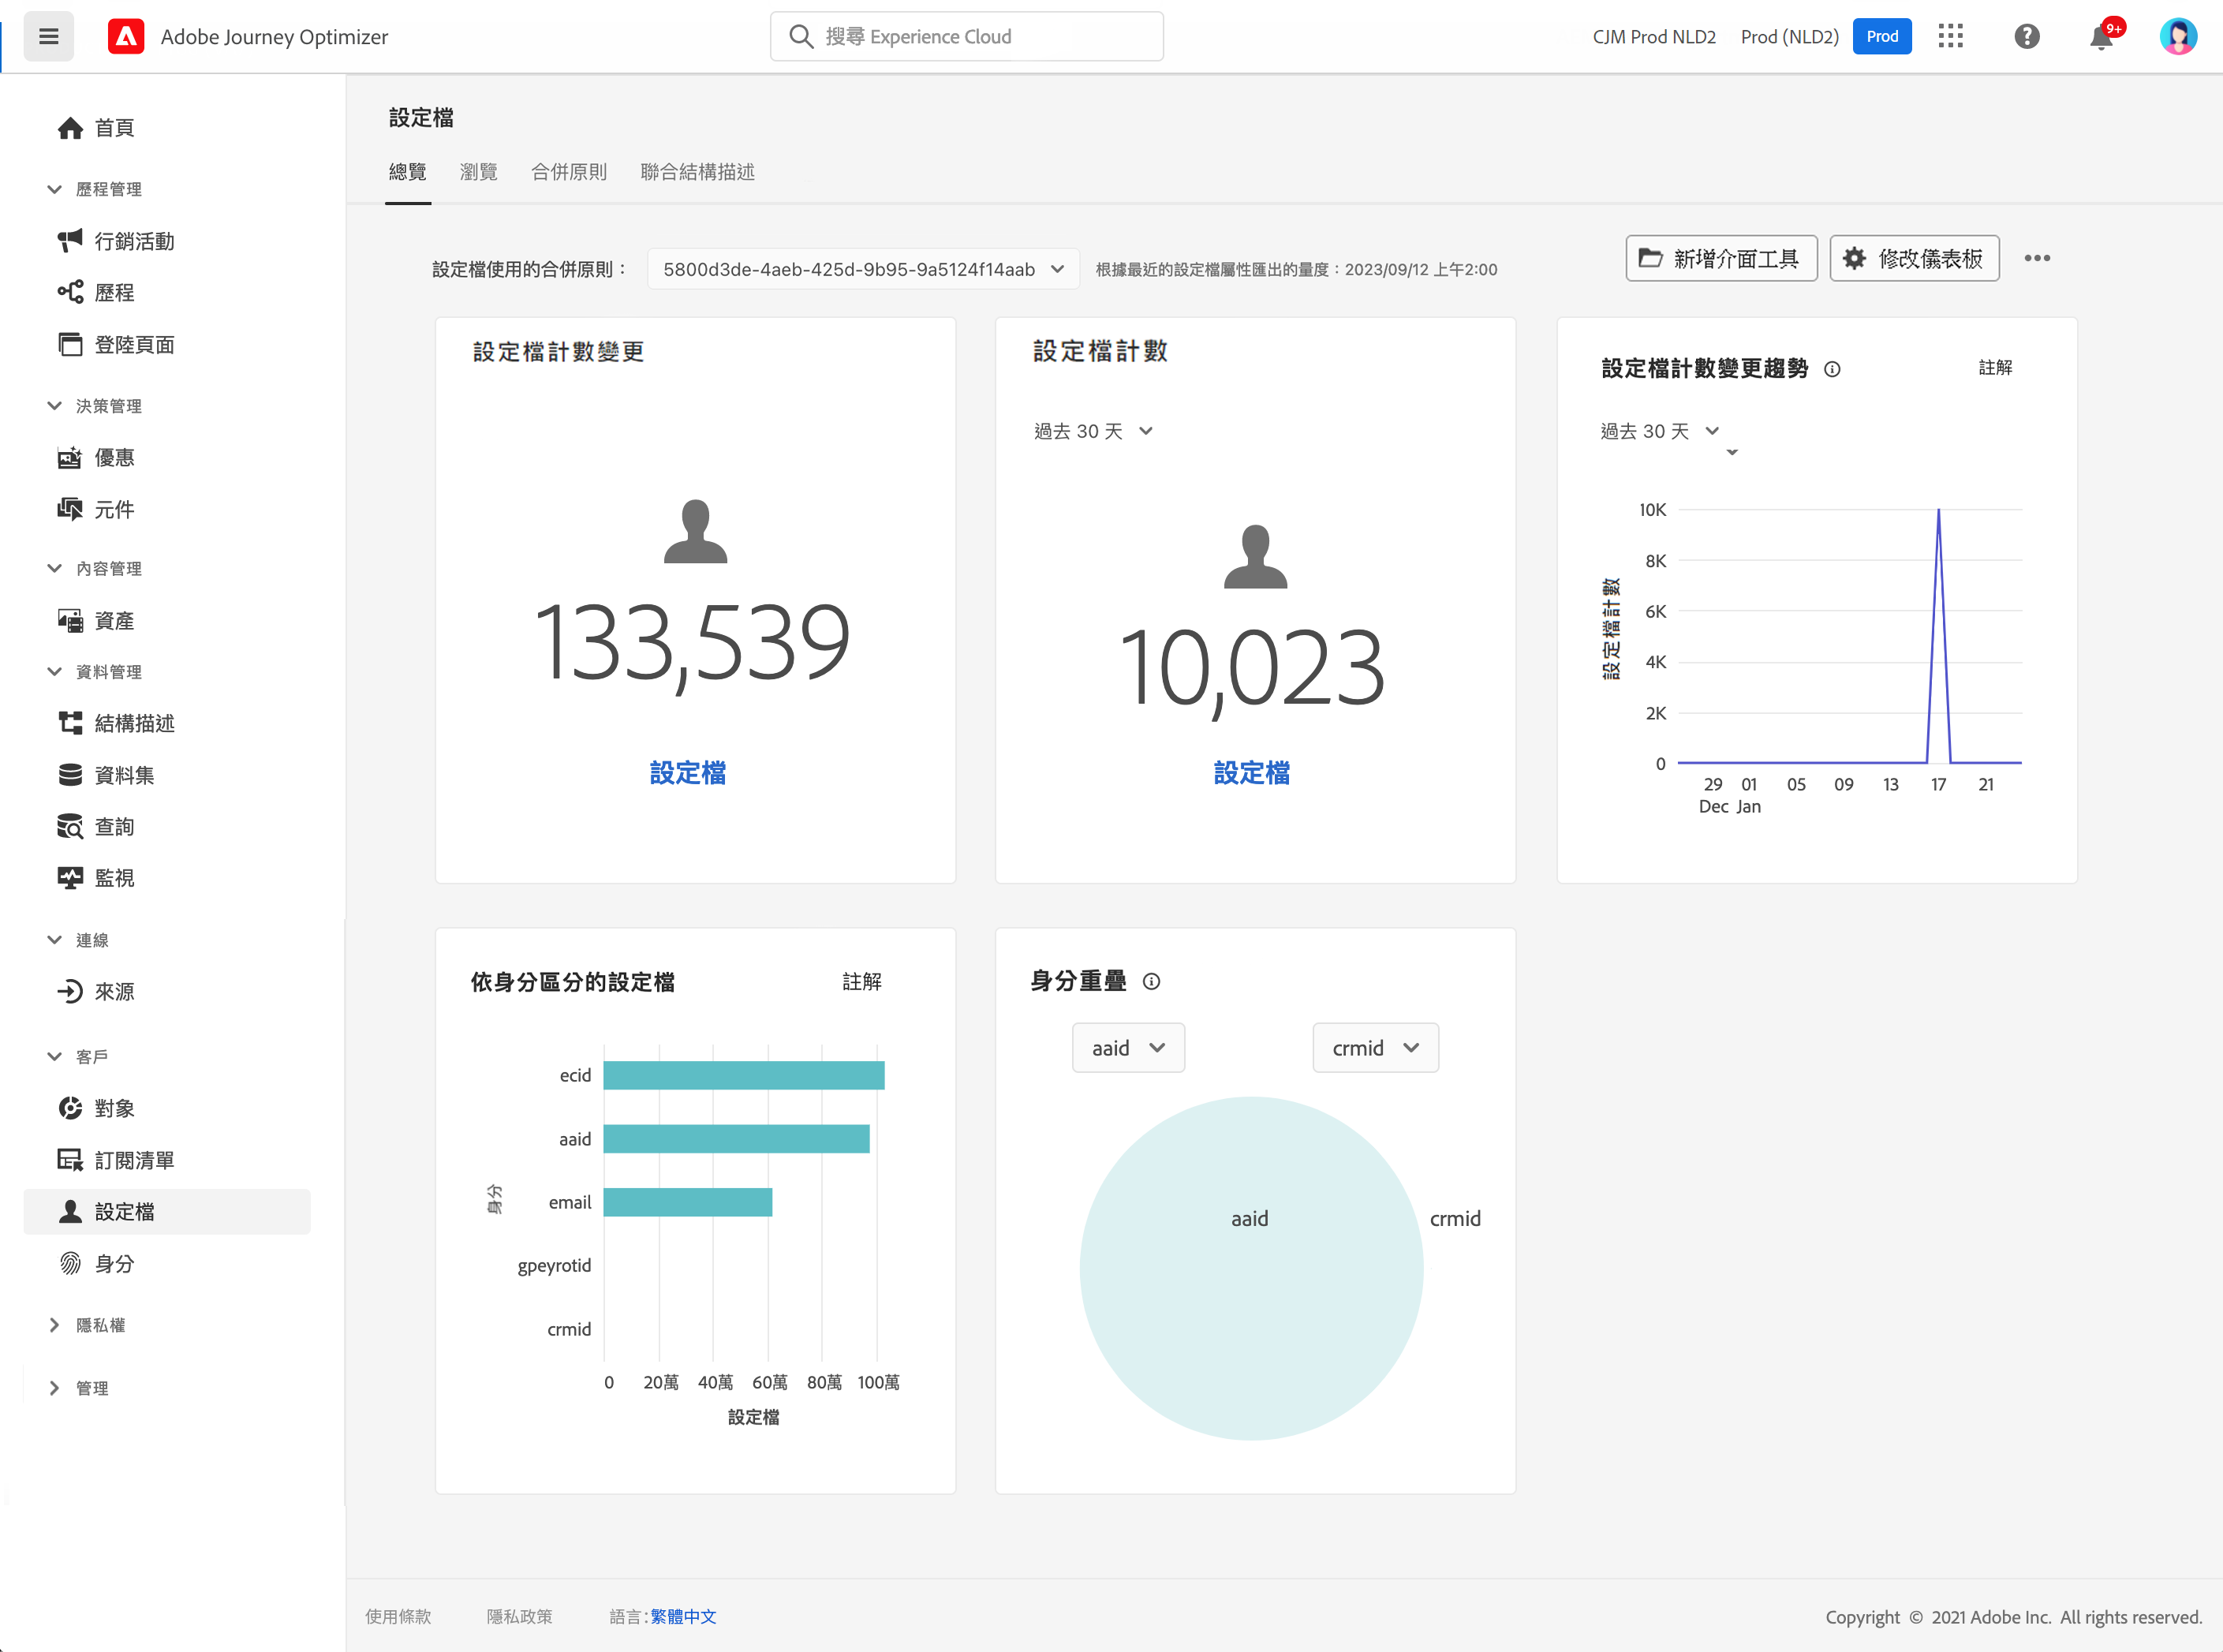 Adobe Journey Optimizer
搜尋 Experience Cloud
CJM Prod NLD2
Prod (NLD2)
Prod
9+
首頁
歷程管理
行銷活動
歷程
登陸頁面
決策管理
優惠
元件
內容管理
資產
資料管理
結構描述
資料集
查詢
監視
連線
來源
客戶
對象
訂閱清單
設定檔
身分
隱私權
管理
設定檔
總覽 瀏覽 合併原則 聯合結構描述
設定檔使用的合併原則：
5800d3de-4aeb-425d-9b95-9a5124f14aab
根據最近的設定檔屬性匯出的量度：2023/09/12 上午2:00
新增介面工具
修改儀表板
設定檔計數變更
133,539
設定檔
設定檔計數
過去 30 天
10,023
設定檔
設定檔計數變更趨勢
註解
過去 30 天
設定檔計數
10K
8K
6K
4K
2K
0
29 01 05 09 13 17 21
Dec Jan
依身分區分的設定檔
註解
身分
ecid
aaid
email
gpeyrotid
crmid
0 20萬 40萬 60萬 80萬 100萬
設定檔
身分重疊
aaid
crmid
aaid
crmid
使用條款
隱私政策
語言:繁體中文
Copyright © 2021 Adobe Inc. All rights reserved.